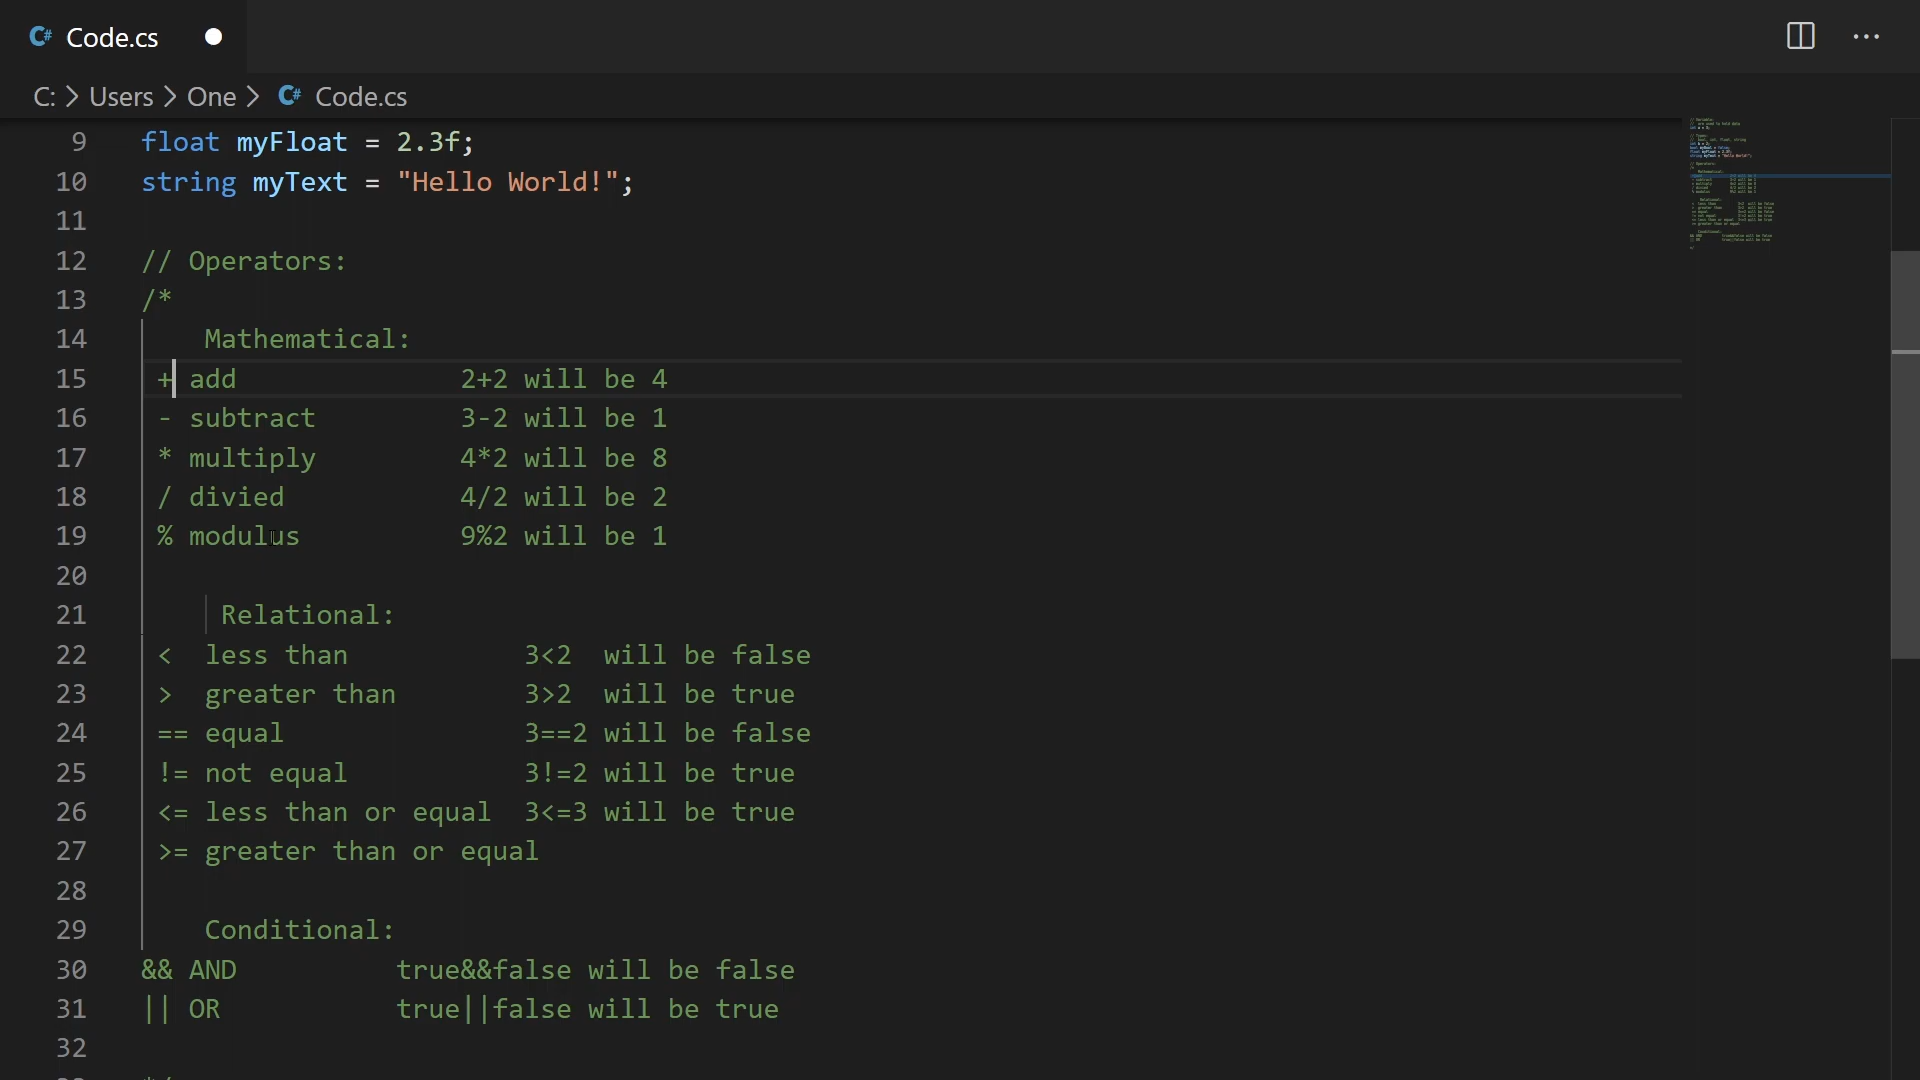 C# Code.cs
C: > Users > One > C# Code.cs
9 float myFloat = 2.3f;
10 string myText = "Hello World!";
11
12 // Operators:
13 /*
14 Mathematical:
15 + add 2+2 will be 4
16 - subtract 3-2 will be 1
17 * multiply 4*2 will be 8
18 / divied 4/2 will be 2
19 % modulus 9%2 will be 1
20
21 Relational:
22 < less than 3<2 will be false
23 > greater than 3>2 will be true
24 == equal 3==2 will be false
25 != not equal 3!=2 will be true
26 <= less than or equal 3<=3 will be true
27 >= greater than or equal
28
29 Conditional:
30 && AND true&&false will be false
31 || OR true||false will be true
32